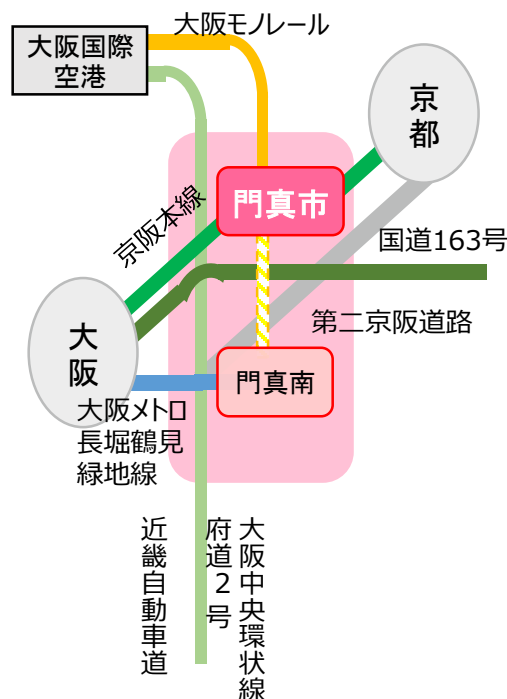 大阪モノレール
大阪国際
空港
京都
門真市
京阪本線
国道163号
第二京阪道路
大阪
門真南
大阪メトロ
長堀鶴見
緑地線
近畿自動車道
府道2号
大阪中央環状線